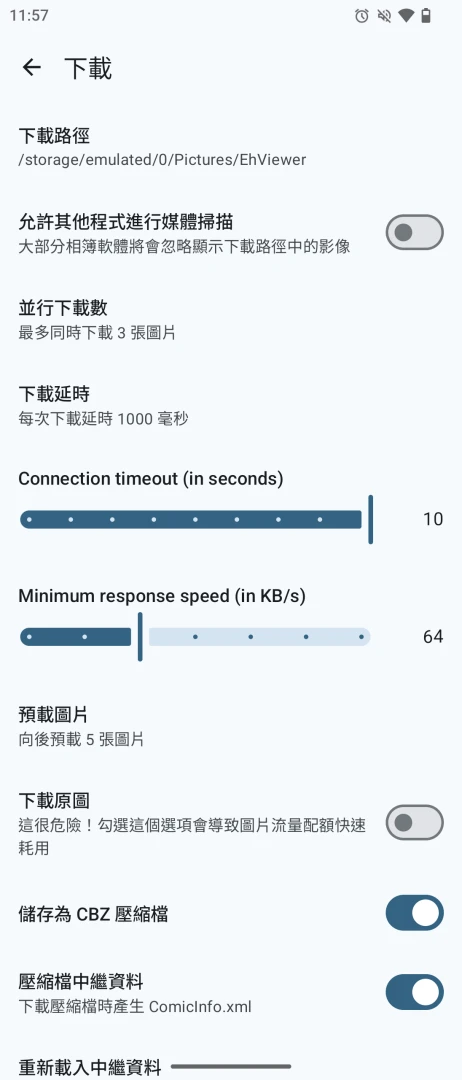 11:57
下載
下載路徑
/storage/emulated/0/Pictures/EhViewer
允許其他程式進行媒體掃描
大部分相簿軟體將會忽略顯示下載路徑中的影像
並行下載數
最多同時下載 3 張圖片
下載延時
每次下載延時 1000 毫秒
Connection timeout (in seconds)
10
Minimum response speed (in KB/s)
64
預載圖片
向後預載 5 張圖片
下載原圖
這很危險！勾選這個選項會導致圖片流量配額快速
耗用
儲存為 CBZ 壓縮檔
壓縮檔中繼資料
下載壓縮檔時產生 ComicInfo.xml
重新載入中繼資料